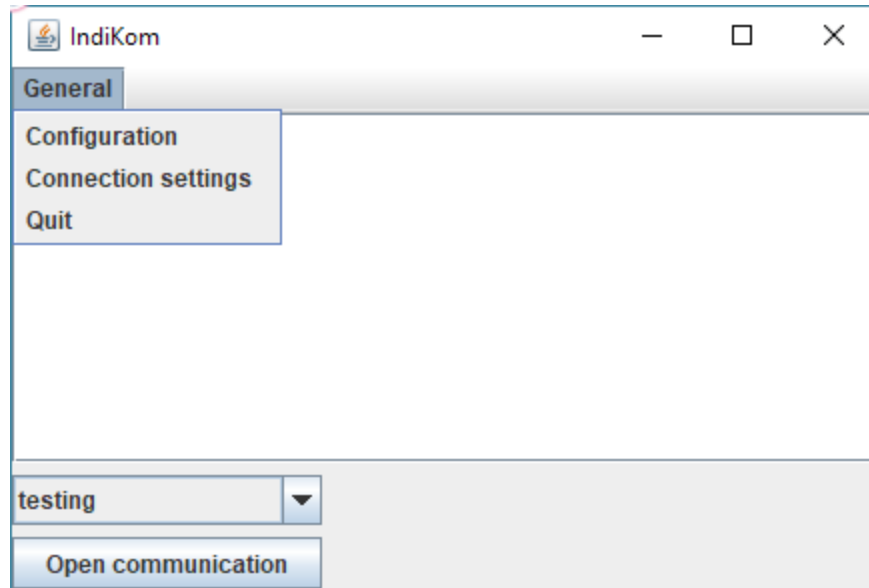 IndiKom
General
Configuration
Connection settings
Quit
testing
Open communication